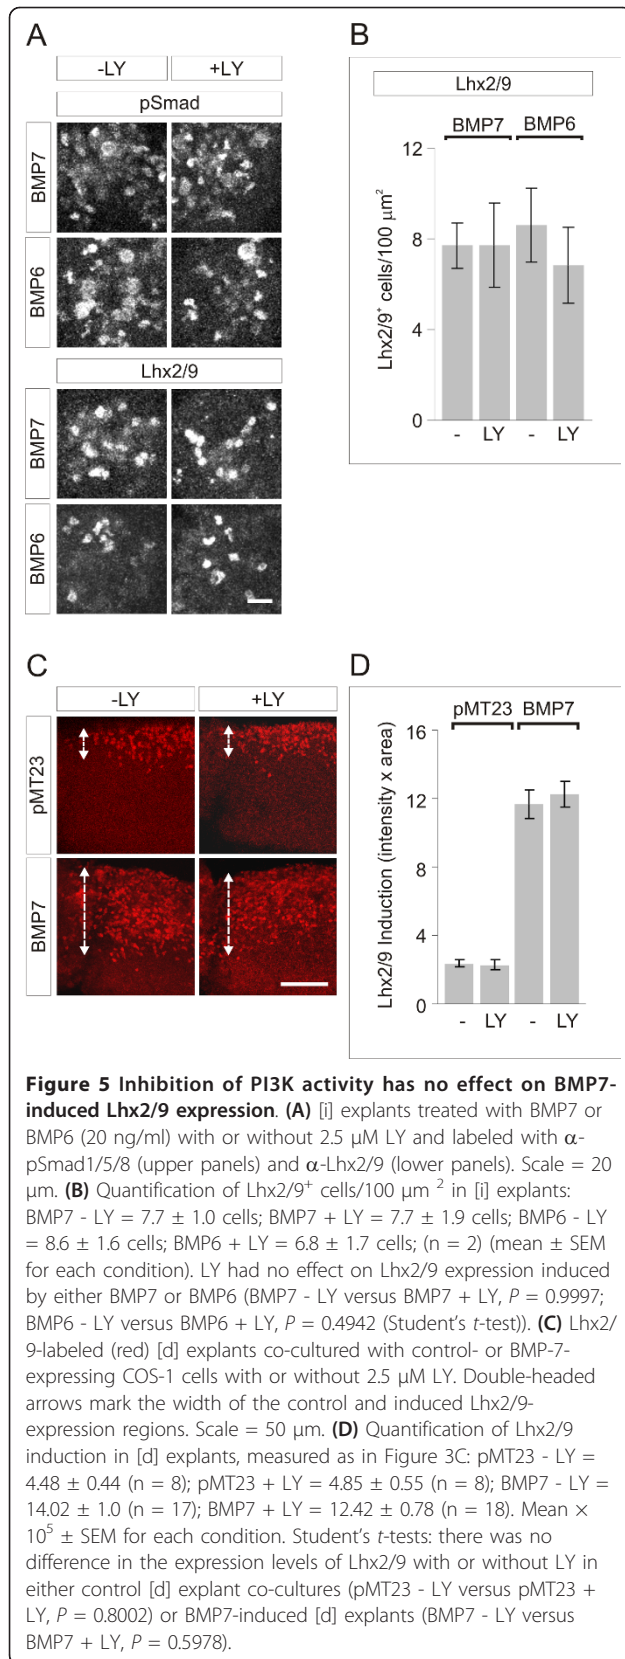 A
-LY +LY
pSmad
BMP7
BMP6
Lhx2/9
BMP7
BMP6
B
Lhx2/9
BMP7 BMP6
Lhx2/9⁺ cells/100 µm²
12
8
4
0
- LY - LY
C
-LY +LY
pMT23
BMP7
D
pMT23 BMP7
Lhx2/9 Induction (intensity x area)
16
12
8
4
0
- LY - LY
Figure 5 Inhibition of PI3K activity has no effect on BMP7-
induced Lhx2/9 expression. (A) [i] explants treated with BMP7 or
BMP6 (20 ng/ml) with or without 2.5 µM LY and labeled with α-
pSmad1/5/8 (upper panels) and α-Lhx2/9 (lower panels). Scale = 20
µm. (B) Quantification of Lhx2/9⁺ cells/100 µm ² in [i] explants:
BMP7 - LY = 7.7 ± 1.0 cells; BMP7 + LY = 7.7 ± 1.9 cells; BMP6 - LY
= 8.6 ± 1.6 cells; BMP6 + LY = 6.8 ± 1.7 cells; (n = 2) (mean ± SEM
for each condition). LY had no effect on Lhx2/9 expression induced
by either BMP7 or BMP6 (BMP7 - LY versus BMP7 + LY, P = 0.9997;
BMP6 - LY versus BMP6 + LY, P = 0.4942 (Student's t-test)). (C) Lhx2/
9-labeled (red) [d] explants co-cultured with control- or BMP-7-
expressing COS-1 cells with or without 2.5 µM LY. Double-headed
arrows mark the width of the control and induced Lhx2/9-
expression regions. Scale = 50 µm. (D) Quantification of Lhx2/9
induction in [d] explants, measured as in Figure 3C: pMT23 - LY =
4.48 ± 0.44 (n = 8); pMT23 + LY = 4.85 ± 0.55 (n = 8); BMP7 - LY =
14.02 ± 1.0 (n = 17); BMP7 + LY = 12.42 ± 0.78 (n = 18). Mean ×
10⁵ ± SEM for each condition. Student's t-tests: there was no
difference in the expression levels of Lhx2/9 with or without LY in
either control [d] explant co-cultures (pMT23 - LY versus pMT23 +
LY, P = 0.8002) or BMP7-induced [d] explants (BMP7 - LY versus
BMP7 + LY, P = 0.5978).